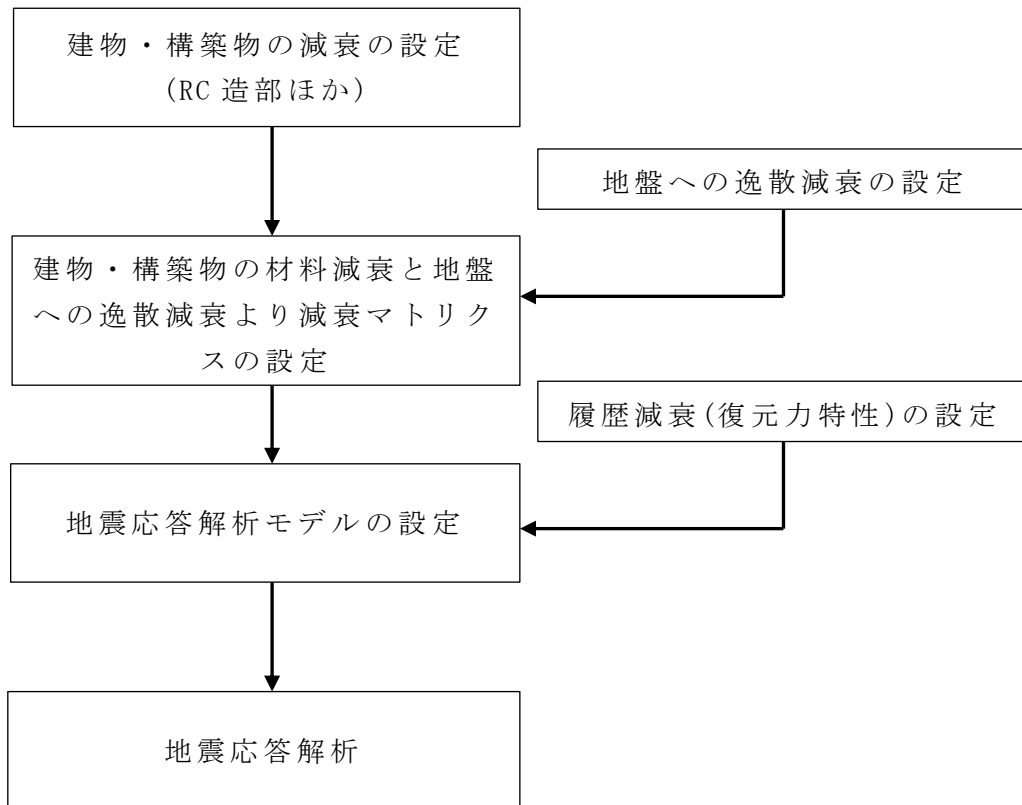 建物・構築物の減衰の設定
(RC造部ほか)
地盤への逸散減衰の設定
建物・構築物の材料減衰と地盤
への逸散減衰より減衰マトリク
スの設定
履歴減衰(復元力特性)の設定
地震応答解析モデルの設定
地震応答解析